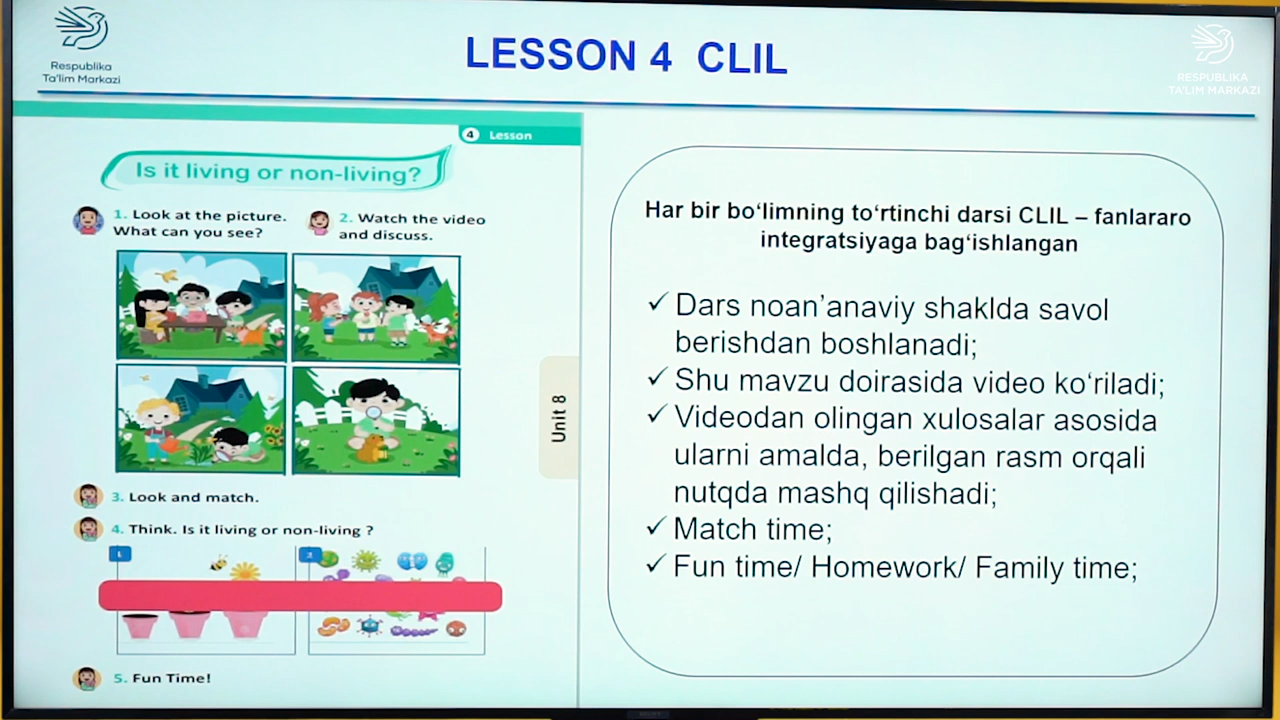 Respublika
Ta'lim Markazi
LESSON 4 CLIL
RESPUBLIKA
TA'LIM MARKAZI
4 Lesson
Is it living or non-living?
1. Look at the picture.
What can you see?
2. Watch the video
and discuss.
3. Look and match.
4. Think. Is it living or non-living ?
1
2
5. Fun Time!
Unit 8
Har bir bo‘limning to‘rtinchi darsi CLIL – fanlararo
integratsiyaga bag‘ishlangan
✓ Dars noan’anaviy shaklda savol
berishdan boshlanadi;
✓ Shu mavzu doirasida video ko‘riladi;
✓ Videodan olingan xulosalar asosida
ularni amalda, berilgan rasm orqali
nutqda mashq qilishadi;
✓ Match time;
✓ Fun time/ Homework/ Family time;